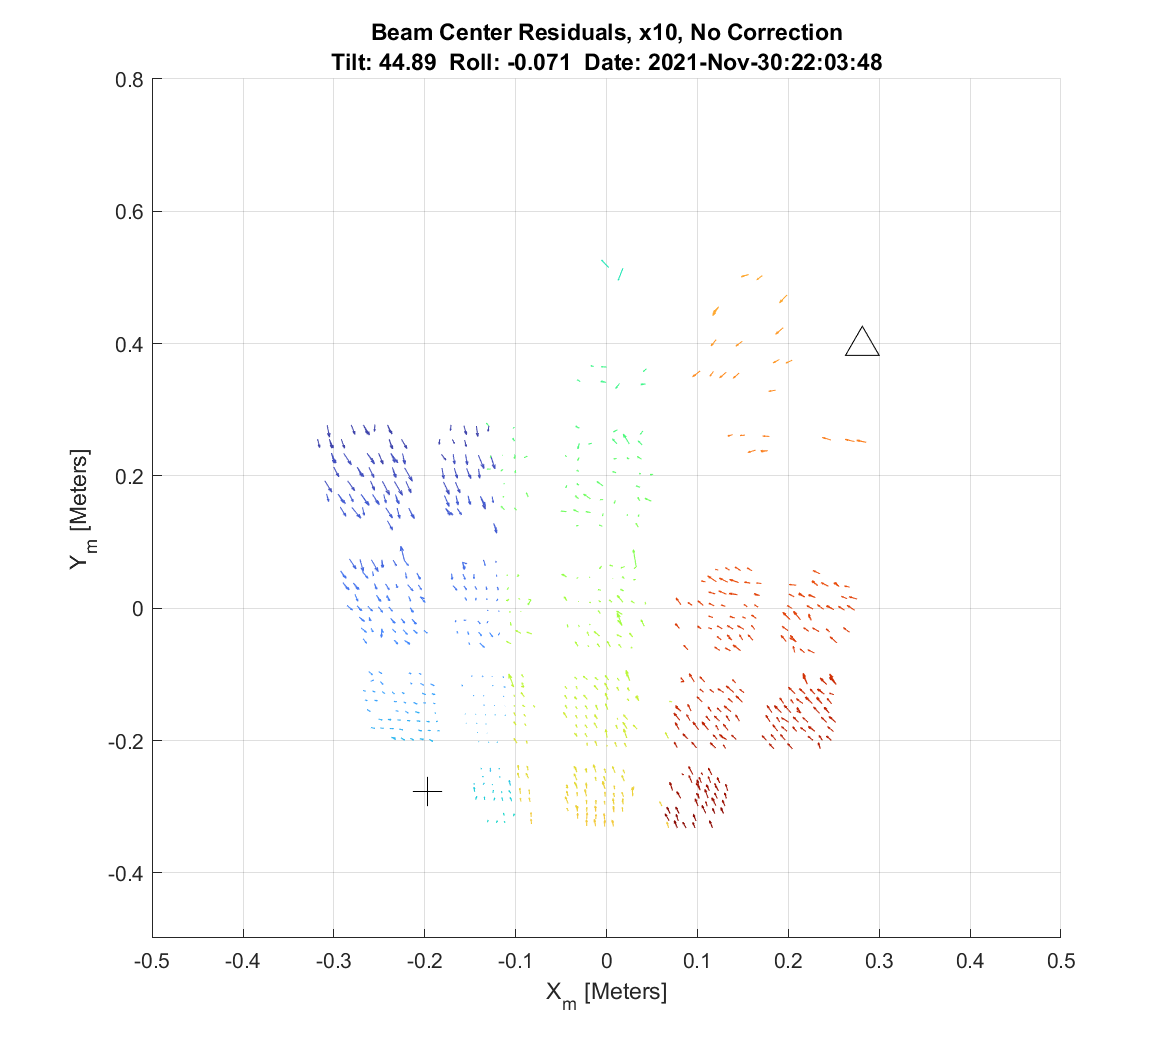 Beam Center Residuals, x10, No Correction
Tilt: 44.89  Roll: -0.071  Date: 2021-Nov-30:22:03:48
0.8
0.6
0.4
0.2
0
-0.2
-0.4
Y_m [Meters]
-0.5 -0.4 -0.3 -0.2 -0.1 0 0.1 0.2 0.3 0.4 0.5
X_m [Meters]